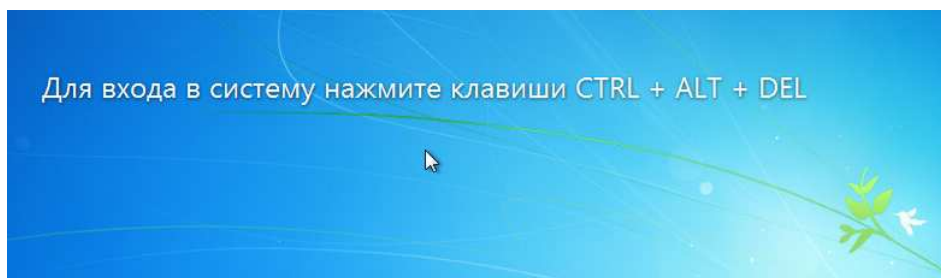 Для входа в систему нажмите клавиши CTRL + ALT + DEL